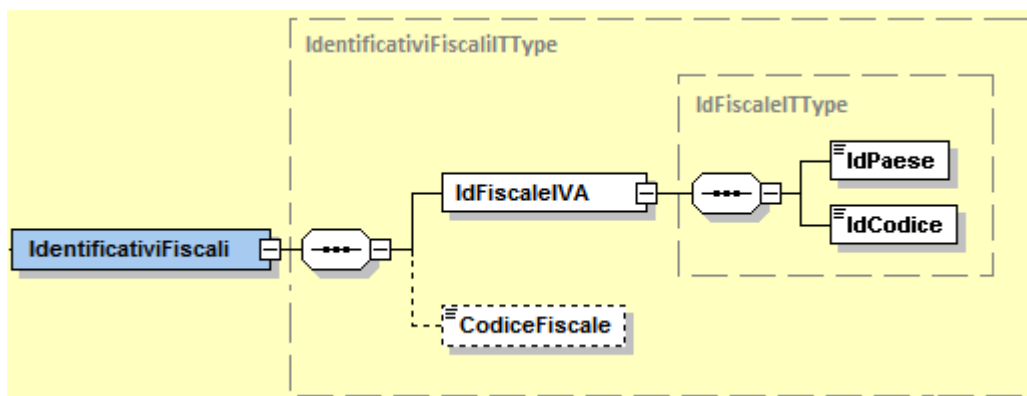 IdentificativiFiscaliITType
IdFiscaleITType
IdPaese
IdFiscaleIVA
IdCodice
IdentificativiFiscali
CodiceFiscale